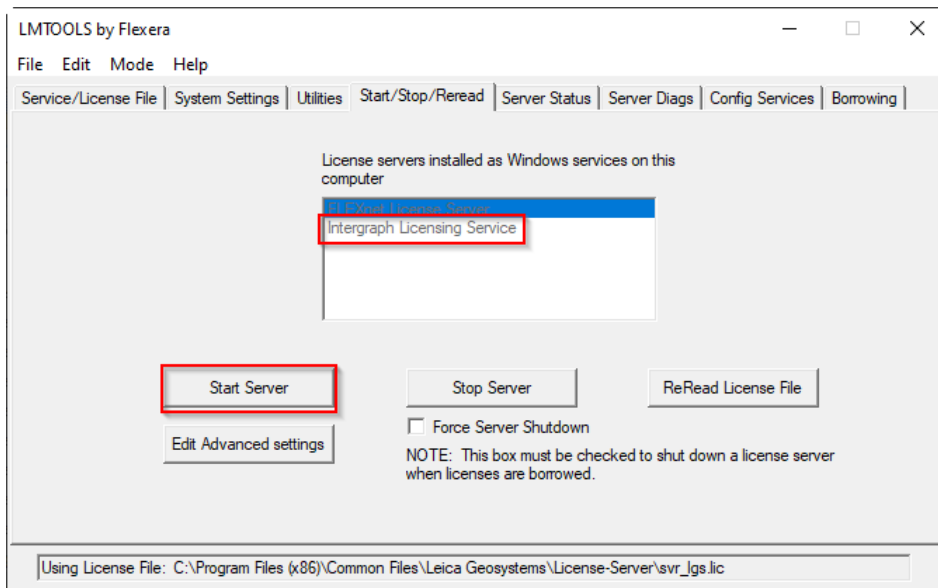 LMTOOLS by Flexera
File Edit Mode Help
Service/License File System Settings Utilities Start/Stop/Reread Server Status Server Diags Config Services Borrowing
License servers installed as Windows services on this
computer
FLEXnet License Server
Intergraph Licensing Service
Start Server Stop Server ReRead License File
Edit Advanced settings
Force Server Shutdown
NOTE: This box must be checked to shut down a license server
when licenses are borrowed.
Using License File: C:\Program Files (x86)\Common Files\Leica Geosystems\License-Server\svr_lgs.lic